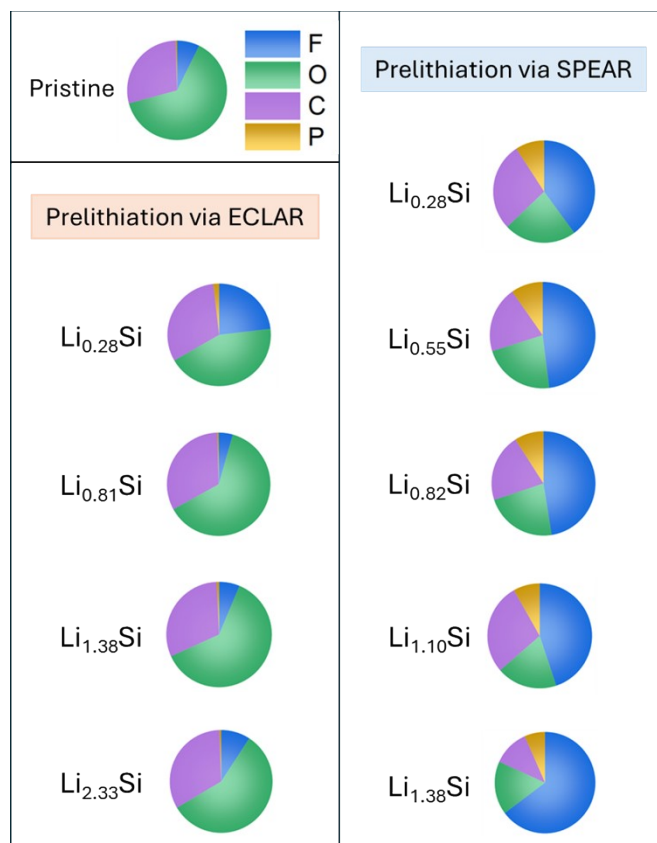 Pristine
F
O
C
P
Prelithiation via ECLAR
Li₀.₂₈Si
Li₀.₈₁Si
Li₁.₃₈Si
Li₂.₃₃Si
Prelithiation via SPEAR
Li₀.₂₈Si
Li₀.₅₅Si
Li₀.₈₂Si
Li₁.₁₀Si
Li₁.₃₈Si